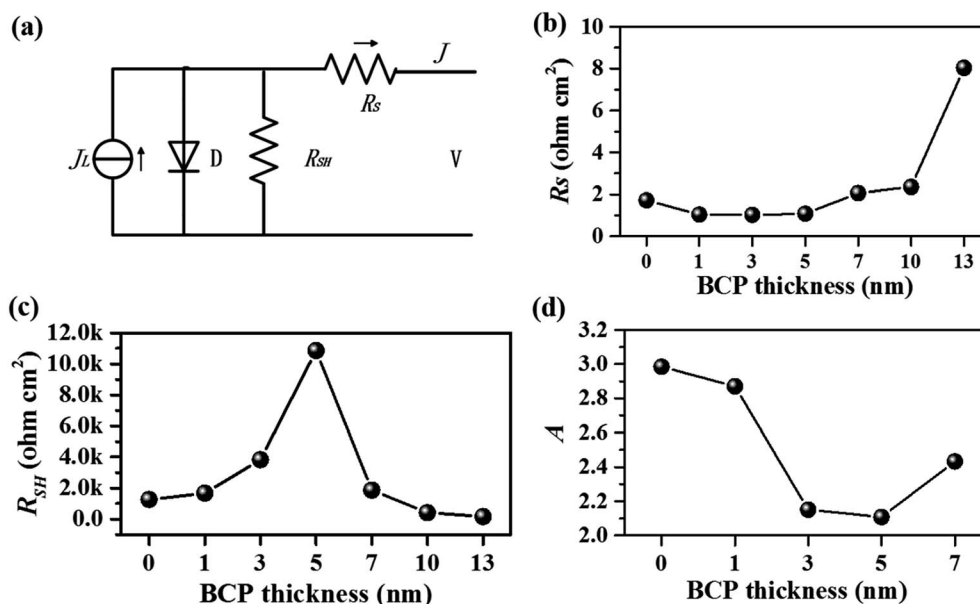 (a)
J
Rs
JL
D
RSH
V
(b)
10
8
6
4
2
0
Rs (ohm cm²)
0 1 3 5 7 10 13
BCP thickness (nm)
(c)
12.0k
10.0k
8.0k
6.0k
4.0k
2.0k
0.0
RSH (ohm cm²)
0 1 3 5 7 10 13
BCP thickness (nm)
(d)
3.2
3.0
2.8
2.6
2.4
2.2
2.0
A
0 1 3 5 7
BCP thickness (nm)